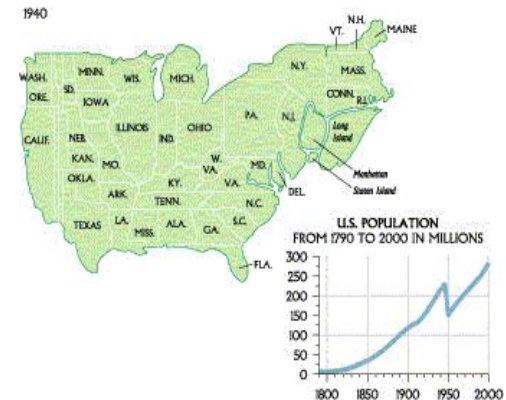 1940
N.H.
VT.
MAINE
WASH.
MINN.
WIS.
MICH.
N.Y.
MASS.
ORE.
SD.
IOWA
CONN.
R.I.
PA.
N.J.
Long
Island
CALIF.
NEB.
ILLINOIS
IND.
OHIO
KAN.
MO.
W.
VA.
MD.
Manhattan
OKLA.
KY.
VA.
Staten Island
DEL.
ARK.
TENN.
N.C.
TEXAS
LA.
MISS.
ALA.
GA.
S.C.
FLA.
U.S. POPULATION
FROM 1790 TO 2000 IN MILLIONS
300
250
200
150
100
50
0
1800 1850 1900 1950 2000